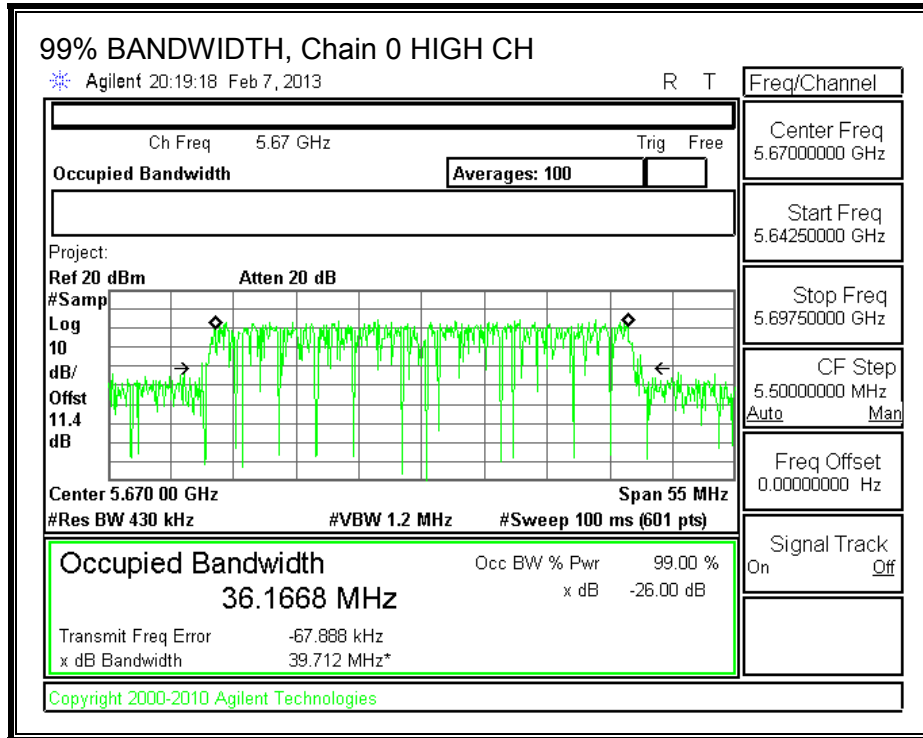 99% BANDWIDTH, Chain 0 HIGH CH
Agilent 20:19:18 Feb 7, 2013 R T
Freq/Channel
Ch Freq 5.67 GHz Trig Free
Occupied Bandwidth Averages: 100
Project:
Ref 20 dBm Atten 20 dB
#Samp
Log
10
dB/
Offst
11.4
dB
Center 5.670 00 GHz Span 55 MHz
#Res BW 430 kHz #VBW 1.2 MHz #Sweep 100 ms (601 pts)
Occupied Bandwidth Occ BW % Pwr 99.00 %
36.1668 MHz x dB -26.00 dB
Transmit Freq Error -67.888 kHz
x dB Bandwidth 39.712 MHz*
Copyright 2000-2010 Agilent Technologies
Center Freq
5.67000000 GHz
Start Freq
5.64250000 GHz
Stop Freq
5.69750000 GHz
CF Step
5.50000000 MHz
Auto Man
Freq Offset
0.00000000 Hz
Signal Track
On Off